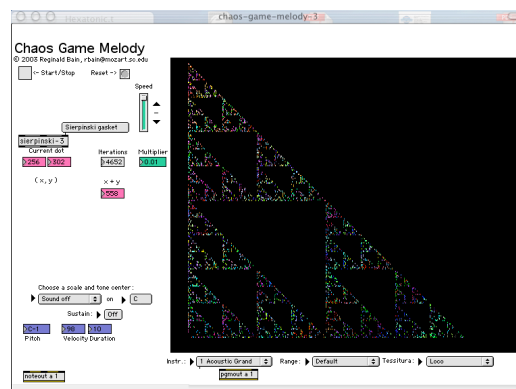 Hexatonic.t
chaos-game-melody-3
Chaos Game Melody
© 2003 Reginald Bain, rbain@mozart.sc.edu
<- Start/Stop Reset ->
Speed
Sierpinski gasket
sierpinski-3
Current dot Iterations Multiplier
256 302 4652 0.01
(x,y) x + y
558
Choose a scale and tone center:
Sound off on C
Sustain: Off
C-1 98 10
Pitch Velocity Duration
Instr.: 1 Acoustic Grand Range: Default Tessitura: Loco
noteout a 1 pgmout a 1